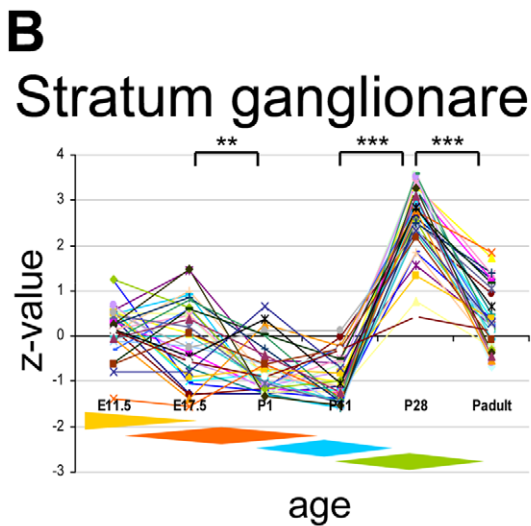 B
Stratum ganglionare
** *** ***
4
3
2
1
0
-1
-2
-3
z-value
E11.5 E17.5 P1 P11 P28 Padult
age